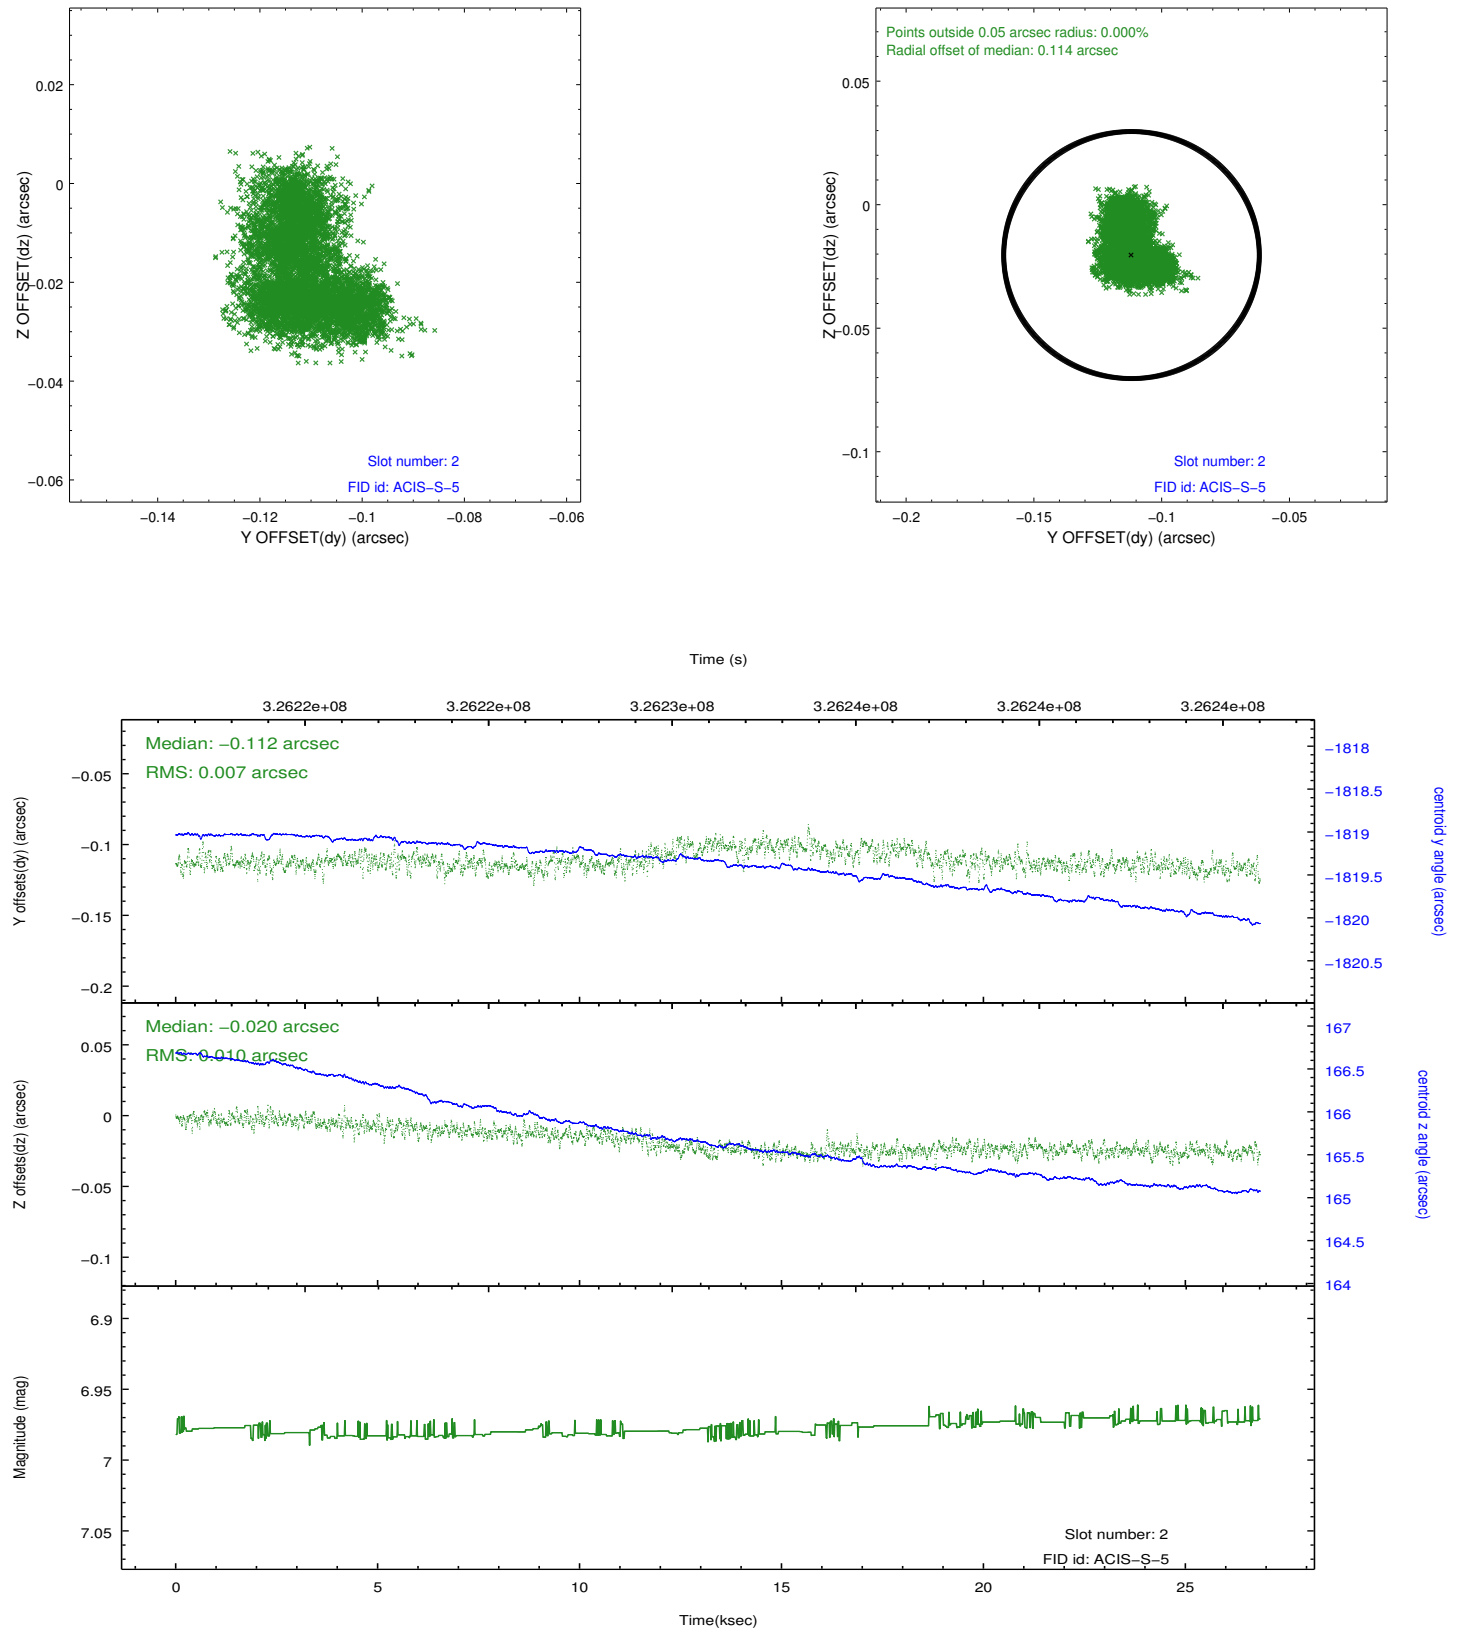 0.02
0
−0.02
−0.04
−0.06
Z OFFSET(dz) (arcsec)
−0.14
−0.12
−0.1
−0.08
−0.06
Y OFFSET(dy) (arcsec)
Slot number: 2
FID id: ACIS−S−5
Points outside 0.05 arcsec radius: 0.000%
Radial offset of median: 0.114 arcsec
0.05
0
−0.05
−0.1
Z OFFSET(dz) (arcsec)
−0.2
−0.15
−0.1
−0.05
Y OFFSET(dy) (arcsec)
Slot number: 2
FID id: ACIS−S−5
Time (s)
3.2622e+08
3.2622e+08
3.2623e+08
3.2624e+08
3.2624e+08
3.2624e+08
Median: −0.112 arcsec
RMS: 0.007 arcsec
−0.05
−0.1
−0.15
−0.2
Y offsets(dy) (arcsec)
−1818
−1818.5
−1819
−1819.5
−1820
−1820.5
centroid y angle (arcsec)
Median: −0.020 arcsec
RMS: 0.010 arcsec
0.05
0
−0.05
−0.1
Z offsets(dz) (arcsec)
167
166.5
166
165.5
165
164.5
164
centroid z angle (arcsec)
6.9
6.95
7
7.05
Magnitude (mag)
Slot number: 2
FID id: ACIS−S−5
0
5
10
15
20
25
Time(ksec)